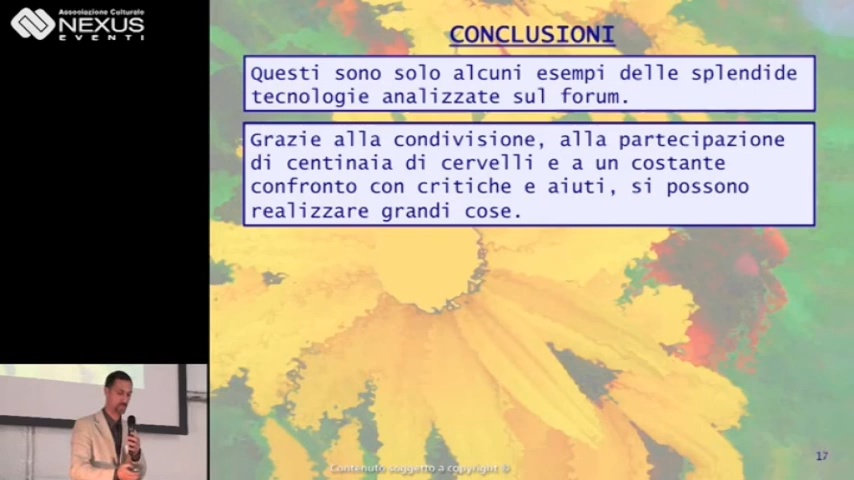 Associazione Culturale
NEXUS
EVENTI
CONCLUSIONI
Questi sono solo alcuni esempi delle splendide
tecnologie analizzate sul forum.
Grazie alla condivisione, alla partecipazione
di centinaia di cervelli e a un costante
confronto con critiche e aiuti, si possono
realizzare grandi cose.
17
Contenuto soggetto a copyright ©